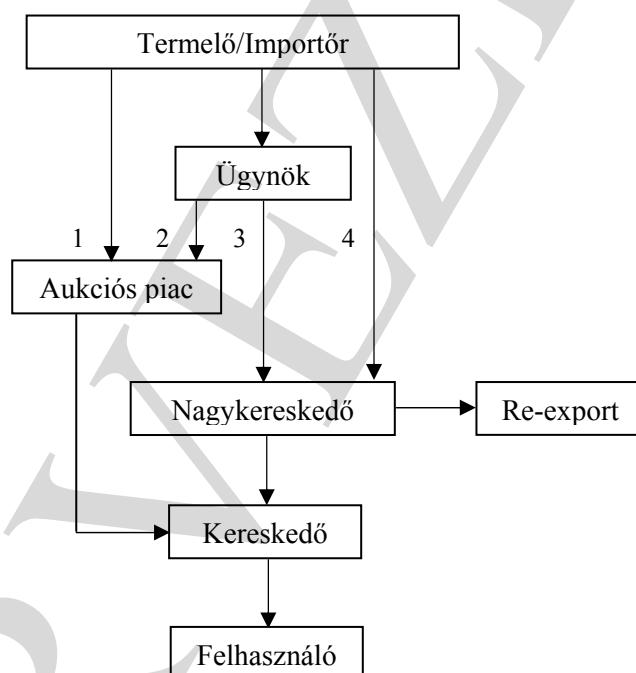 Termelő/Importőr
Ügynök
1 2 3 4
Aukciós piac
Nagykereskedő
Re-export
Kereskedő
Felhasználó